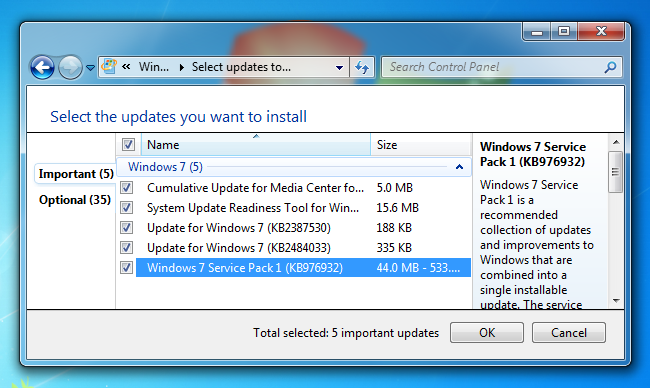 « Win... Select updates to...
Search Control Panel
Select the updates you want to install
Name Size
Windows 7 (5)
Important (5)
Optional (35)
Cumulative Update for Media Center fo... 5.0 MB
System Update Readiness Tool for Win... 15.6 MB
Update for Windows 7 (KB2387530) 188 KB
Update for Windows 7 (KB2484033) 335 KB
Windows 7 Service Pack 1 (KB976932) 44.0 MB - 533....
Windows 7 Service
Pack 1 (KB976932)
Windows 7 Service
Pack 1 is a
recommended
collection of updates
and improvements to
Windows that are
combined into a
single installable
update. The service
Total selected: 5 important updates
OK
Cancel